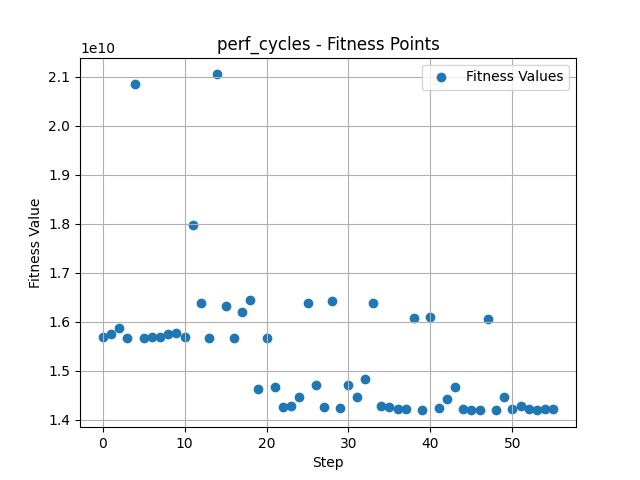 perf_cycles - Fitness Points
1e10
Fitness Values
2.1
2.0
1.9
1.8
1.7
1.6
1.5
1.4
Fitness Value
0 10 20 30 40 50
Step